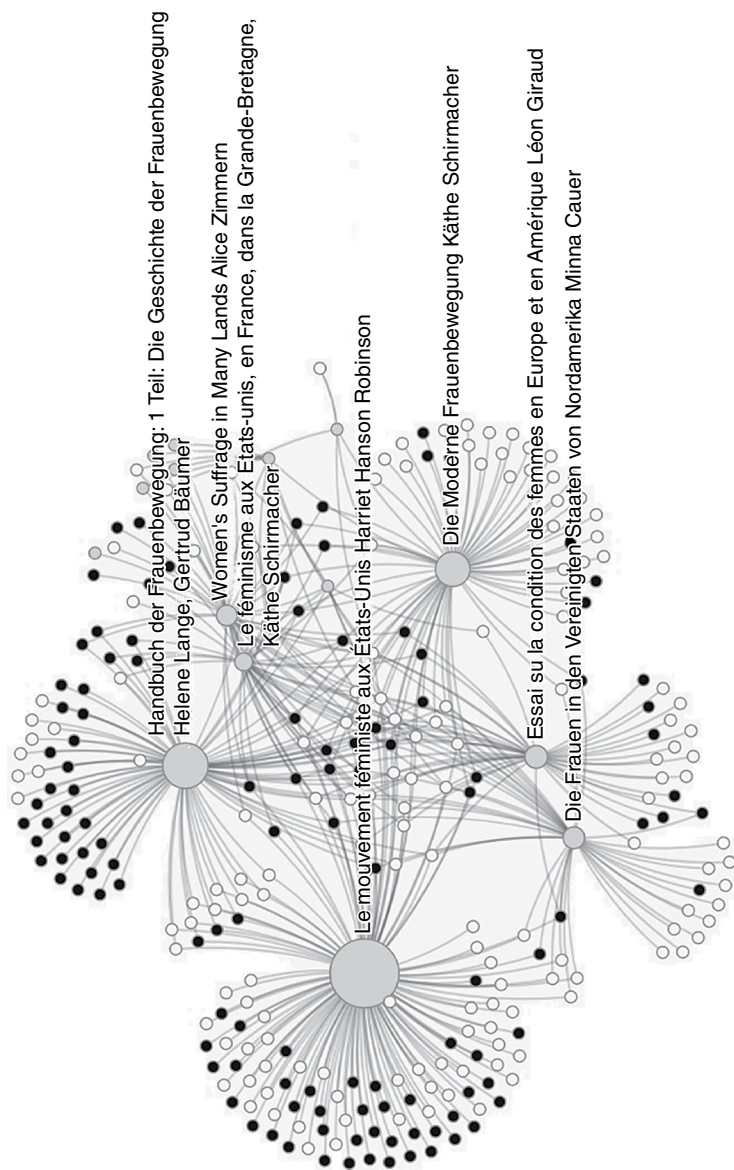 Handbuch der Frauenbewegung: 1 Teil: Die Geschichte der Frauenbewegung
Helene Lange, Gertrud Bäumer
Women's Suffrage in Many Lands Alice Zimmern
Le féminisme aux Etats-unis, en France, dans la Grande-Bretagne,
Käthe Schirmacher
Le mouvement féministe aux États-Unis Harriet Hanson Robinson
Die Moderne Frauenbewegung Käthe Schirmacher
Essai su la condition des femmes en Europe et en Amérique Léon Giraud
Die Frauen in den Vereinigten Staaten von Nordamerika Minna Cauer